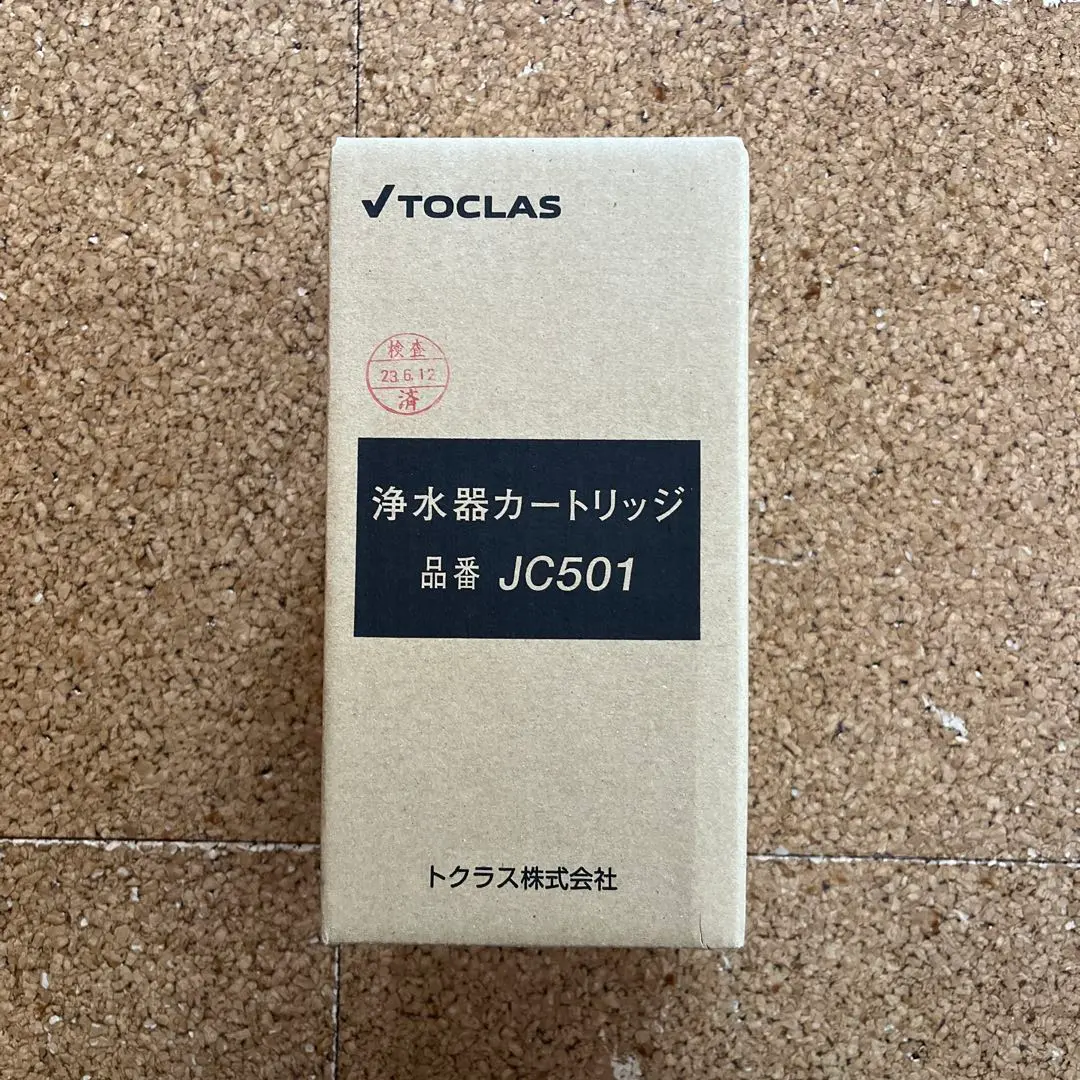 TOCLAS
検査
23.6.12
済
浄水器カートリッジ
品番 JC501
トクラス株式会社